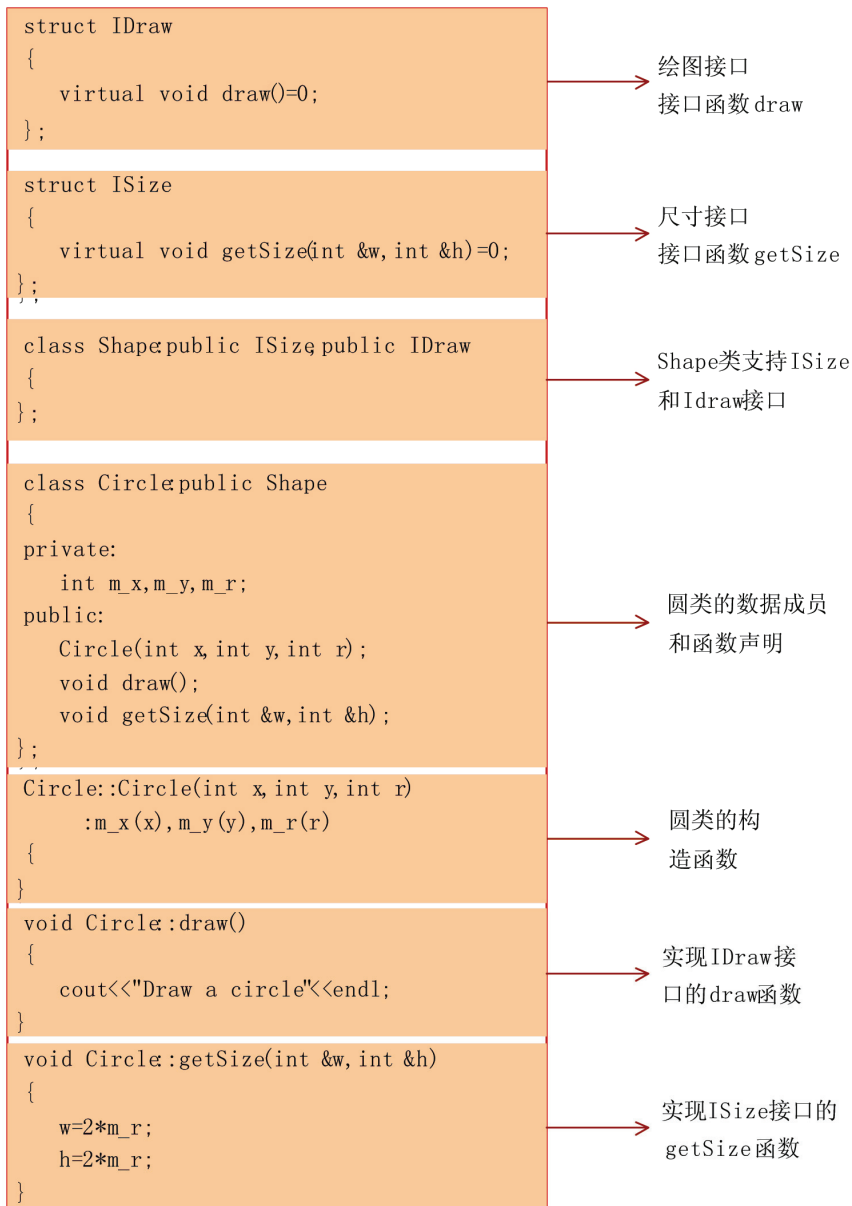 struct IDraw
{
virtual void draw()=0;
};
绘图接口
接口函数draw
struct ISize
{
virtual void getSize(int &w,int &h)=0;
};
尺寸接口
接口函数getSize
class Shape:public ISize,public IDraw
{
};
Shape类支持ISize
和Idraw接口
class Circle:public Shape
{
private:
int m_x,m_y,m_r;
public:
Circle(int x,int y,int r);
void draw();
void getSize(int &w,int &h);
};
圆类的数据成员
和函数声明
Circle::Circle(int x,int y,int r)
:m_x(x),m_y(y),m_r(r)
{
}
圆类的构
造函数
void Circle::draw()
{
cout<<"Draw a circle"<<endl;
}
实现IDraw接
口的draw函数
void Circle::getSize(int &w,int &h)
{
w=2*m_r;
h=2*m_r;
}
实现ISize接口的
getSize函数